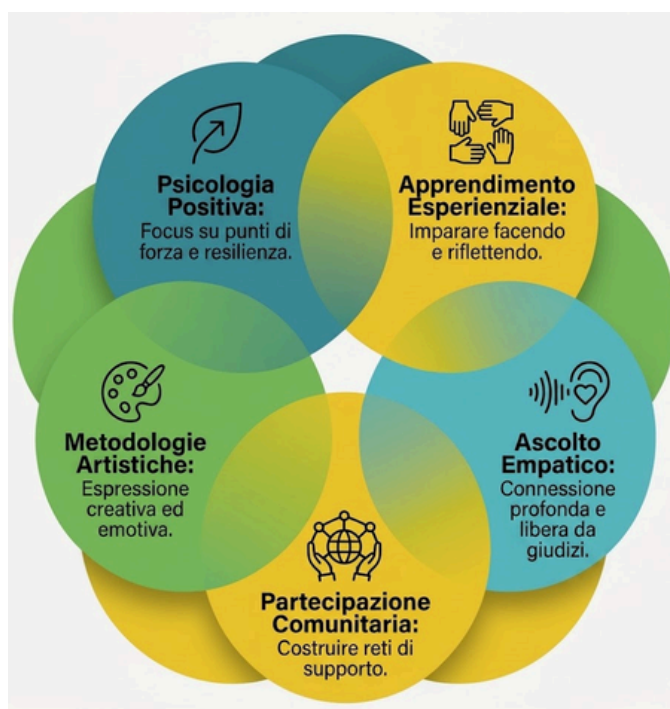 Psicologia
Positiva:
Focus su punti di
forza e resilienza.
Apprendimento
Esperienziale:
Imparare facendo
e riflettendo.
Metodologie
Artistiche:
Espressione
creativa ed
emotiva.
Ascolto
Empatico:
Connessione
profonda e
libera da
giudizi.
Partecipazione
Comunitaria:
Costruire reti di
supporto.